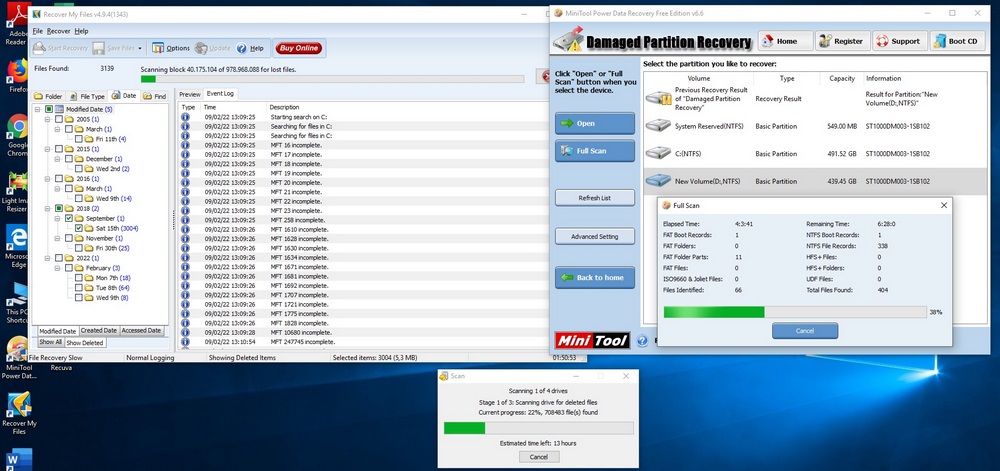 Adobe
Reader
Firefox
Google
Chrome
Light Image
Resizer
Microsoft
Edge
This PC
Shortcut
MiniTool
Power Dat...
Recuva
Recover My
Files
Recover My Files v4.9.4(1343)
File Recover Help
Start Recovery Save Files Options Update Help Buy Online
Files Found: 3139 Scanning block 40.175.104 of 978.968.088 for lost files.
Folder File Type Date Find
Modified Date (5)
2005 (1)
March (1)
Fri 11th (4)
2015 (1)
December (1)
Wed 2nd (2)
2016 (1)
March (1)
Wed 9th (14)
2018 (2)
September (1)
Sat 15th (3004)
November (1)
Fri 30th (25)
2022 (1)
February (3)
Mon 7th (18)
Tue 8th (64)
Wed 9th (8)
Modified Date Created Date Accessed Date
Show All Show Deleted
Preview Event Log
Type Time Description
09/02/22 13:09:25 Starting search on C:
09/02/22 13:09:25 Searching for files in C:
09/02/22 13:09:25 Searching for files in C:
09/02/22 13:09:25 MFT 16 incomplete.
09/02/22 13:09:25 MFT 17 incomplete.
09/02/22 13:09:25 MFT 18 incomplete.
09/02/22 13:09:25 MFT 19 incomplete.
09/02/22 13:09:25 MFT 20 incomplete.
09/02/22 13:09:25 MFT 21 incomplete.
09/02/22 13:09:25 MFT 22 incomplete.
09/02/22 13:09:25 MFT 23 incomplete.
09/02/22 13:09:25 MFT 258 incomplete.
09/02/22 13:09:26 MFT 1610 incomplete.
09/02/22 13:09:26 MFT 1628 incomplete.
09/02/22 13:09:26 MFT 1630 incomplete.
09/02/22 13:09:26 MFT 1634 incomplete.
09/02/22 13:09:26 MFT 1671 incomplete.
09/02/22 13:09:26 MFT 1681 incomplete.
09/02/22 13:09:26 MFT 1692 incomplete.
09/02/22 13:09:26 MFT 1707 incomplete.
09/02/22 13:09:26 MFT 1721 incomplete.
09/02/22 13:09:26 MFT 1775 incomplete.
09/02/22 13:09:26 MFT 1828 incomplete.
09/02/22 13:09:28 MFT 10680 incomplete.
09/02/22 13:10:54 MFT 247745 incomplete.
File Recovery Slow Normal Logging Showing Deleted Items Selected items: 3004 (5,3 MB) 01:50:53
MiniTool Power Data Recovery Free Edition v6.6
Damaged Partition Recovery Home Register Support Boot CD
Click "Open" or "Full
Scan" button when you
select the device.
Open
Full Scan
Refresh List
Advanced Setting
Back to home
Mini Tool
Select the partition you like to recover:
Volume Type Capacity Information
Previous Recovery Result
of "Damaged Partition
Recovery"
Recovery Result
Result for Partition:"New
Volume(D:,NTFS)"
System Reserved(NTFS) Basic Partition 549.00 MB ST1000DM003-1SB102
C:(NTFS) Basic Partition 491.52 GB ST1000DM003-1SB102
New Volume(D:,NTFS) Basic Partition 439.45 GB ST1000DM003-1SB102
Full Scan
Elapsed Time: 4:3:41 Remaining Time: 6:28:0
FAT Boot Records: 1 NTFS Boot Records: 1
FAT Folders: 0 NTFS File Records: 338
FAT Folder Parts: 11 HFS+ Files: 0
FAT Files: 0 HFS+ Folders: 0
ISO9660 & Joliet Files: 0 UDF Files: 0
Files Identified: 66 Total Files Found: 404
38%
Cancel
Scan
Scanning 1 of 4 drives
Stage 1 of 3: Scanning drive for deleted files
Current progress: 22%, 708483 file(s) found
Estimated time left: 13 hours
Cancel